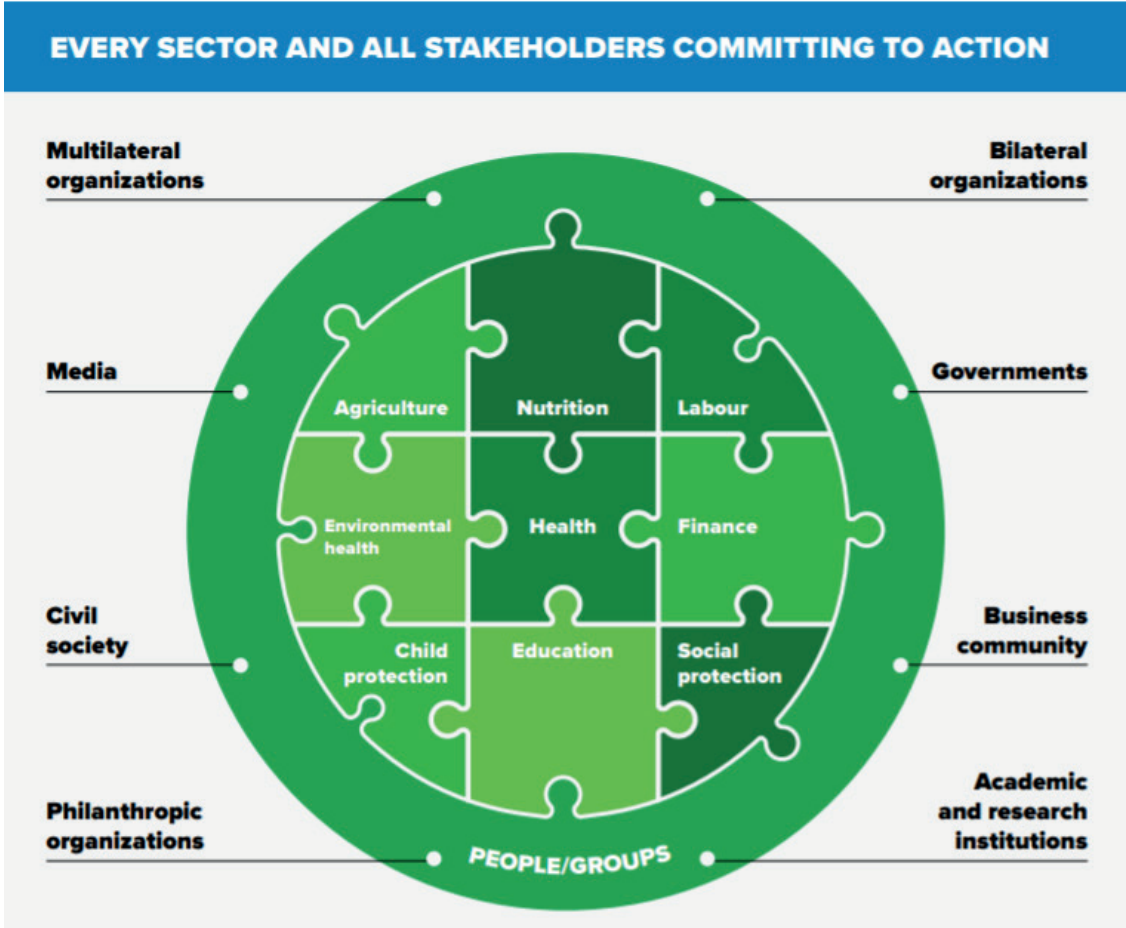 EVERY SECTOR AND ALL STAKEHOLDERS COMMITTING TO ACTION
Multilateral
organizations
Bilateral
organizations
Media
Governments
Agriculture
Nutrition
Labour
Environmental
health
Health
Finance
Civil
society
Business
community
Child
protection
Education
Social
protection
Philanthropic
organizations
Academic
and research
institutions
PEOPLE/GROUPS